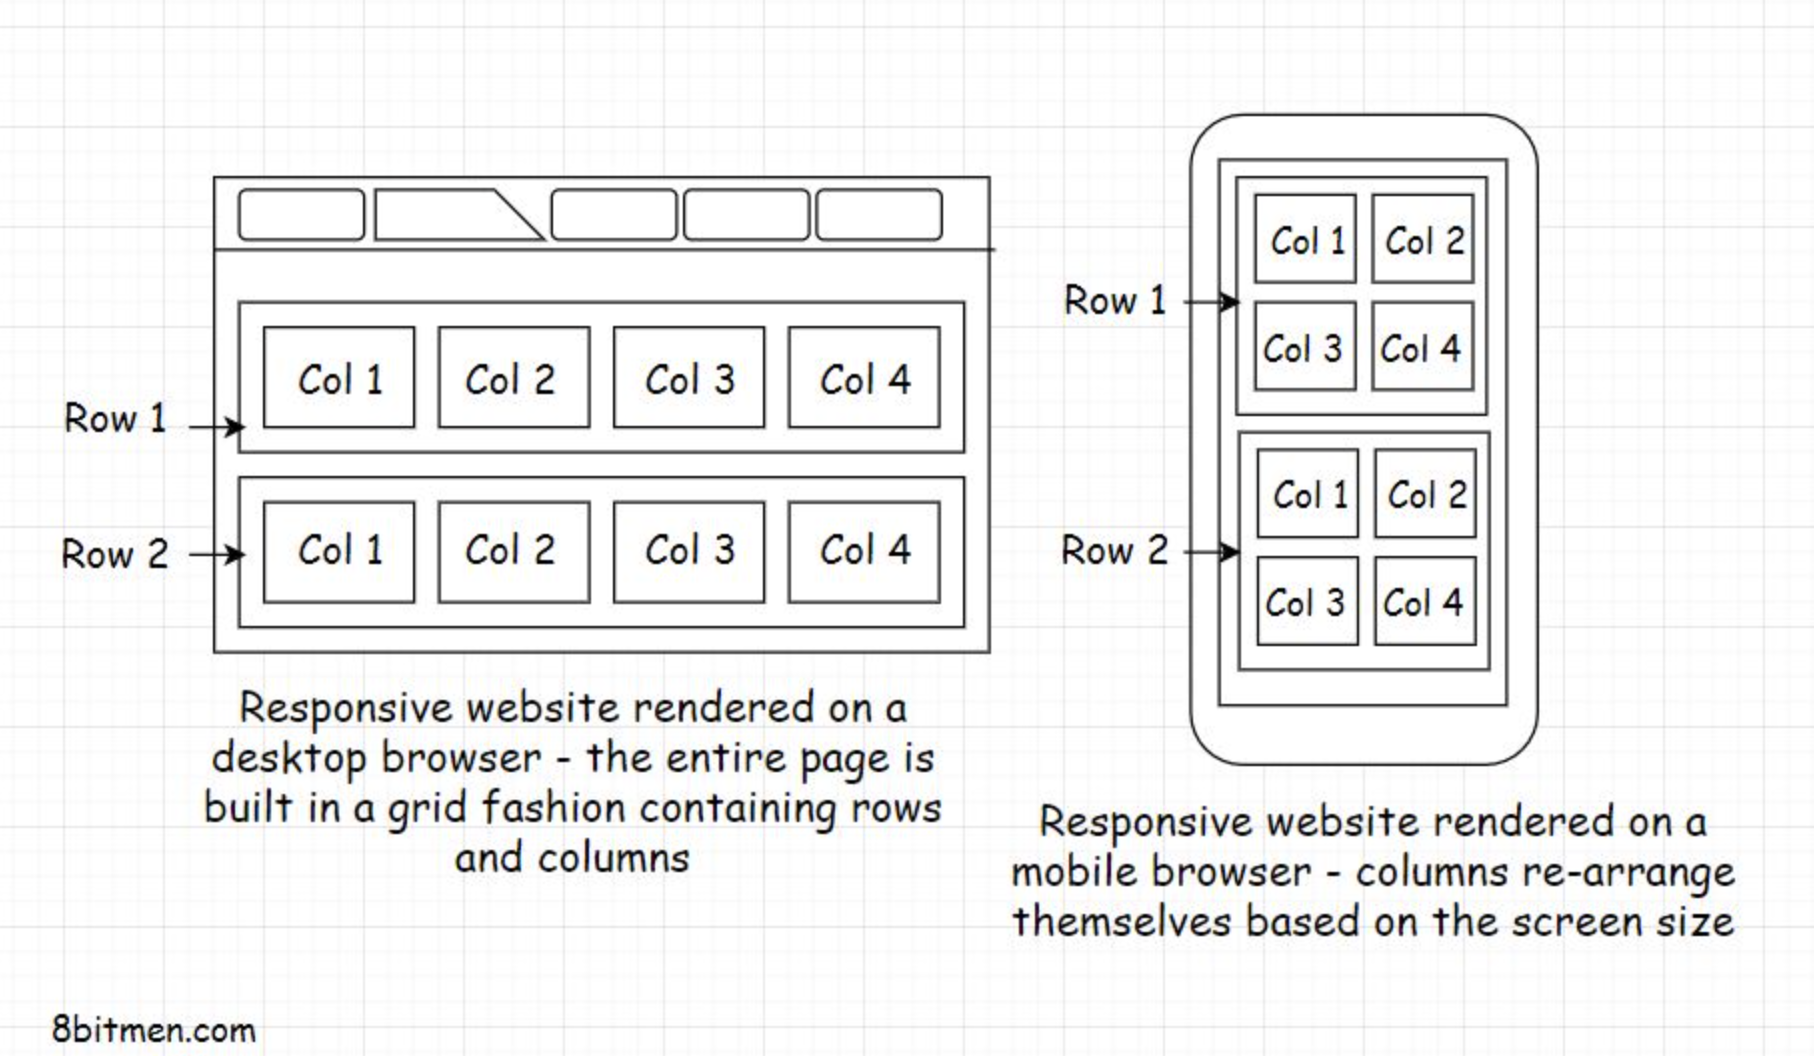 Row 1
Col 1
Col 2
Col 3
Col 4
Row 2
Col 1
Col 2
Col 3
Col 4
Responsive website rendered on a
desktop browser - the entire page is
built in a grid fashion containing rows
and columns
Row 1
Col 1
Col 2
Col 3
Col 4
Row 2
Col 1
Col 2
Col 3
Col 4
Responsive website rendered on a
mobile browser - columns re-arrange
themselves based on the screen size
8bitmen.com